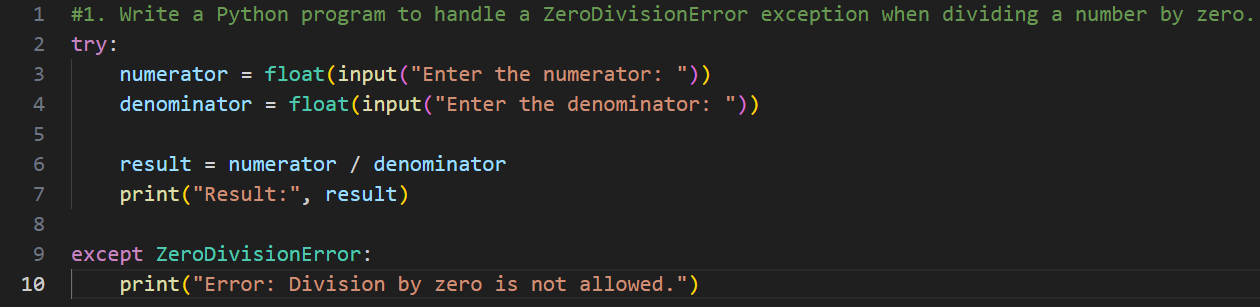 1 #1. Write a Python program to handle a ZeroDivisionError exception when dividing a number by zero.
2 try:
3     numerator = float(input("Enter the numerator: "))
4     denominator = float(input("Enter the denominator: "))
5
6     result = numerator / denominator
7     print("Result:", result)
8
9 except ZeroDivisionError:
10     print("Error: Division by zero is not allowed.")